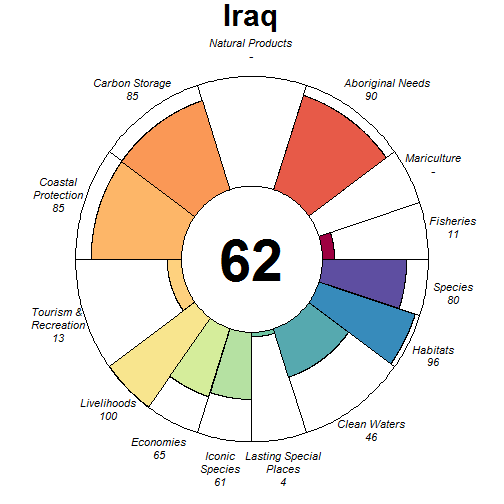 Iraq
Natural Products
-
Carbon Storage
85
Aboriginal Needs
90
Mariculture
-
Coastal
Protection
85
Fisheries
11
62
Species
80
Tourism &
Recreation
13
Habitats
96
Livelihoods
100
Clean Waters
46
Economies
65
Iconic
Species
61
Lasting Special
Places
4